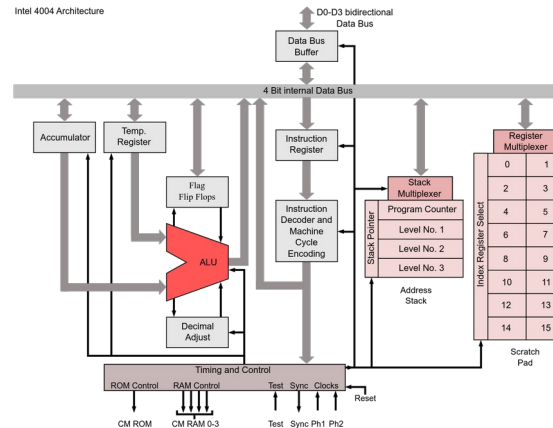 Intel 4004 Architecture
D0-D3 bidirectional
Data Bus
Data Bus
Buffer
4 Bit internal Data Bus
Accumulator
Temp.
Register
Instruction
Register
Register
Multiplexer
Flag
Flip Flops
Stack
Multiplexer
Instruction
Decoder and
Machine
Cycle
Encoding
Stack Pointer
Program Counter
Level No. 1
Level No. 2
Level No. 3
Address
Stack
Index Register Select
0 1
2 3
4 5
6 7
8 9
10 11
12 13
14 15
Scratch
Pad
ALU
Decimal
Adjust
Timing and Control
ROM Control RAM Control Test Sync Clocks
Reset
CM ROM CM RAM 0-3 Test Sync Ph1 Ph2